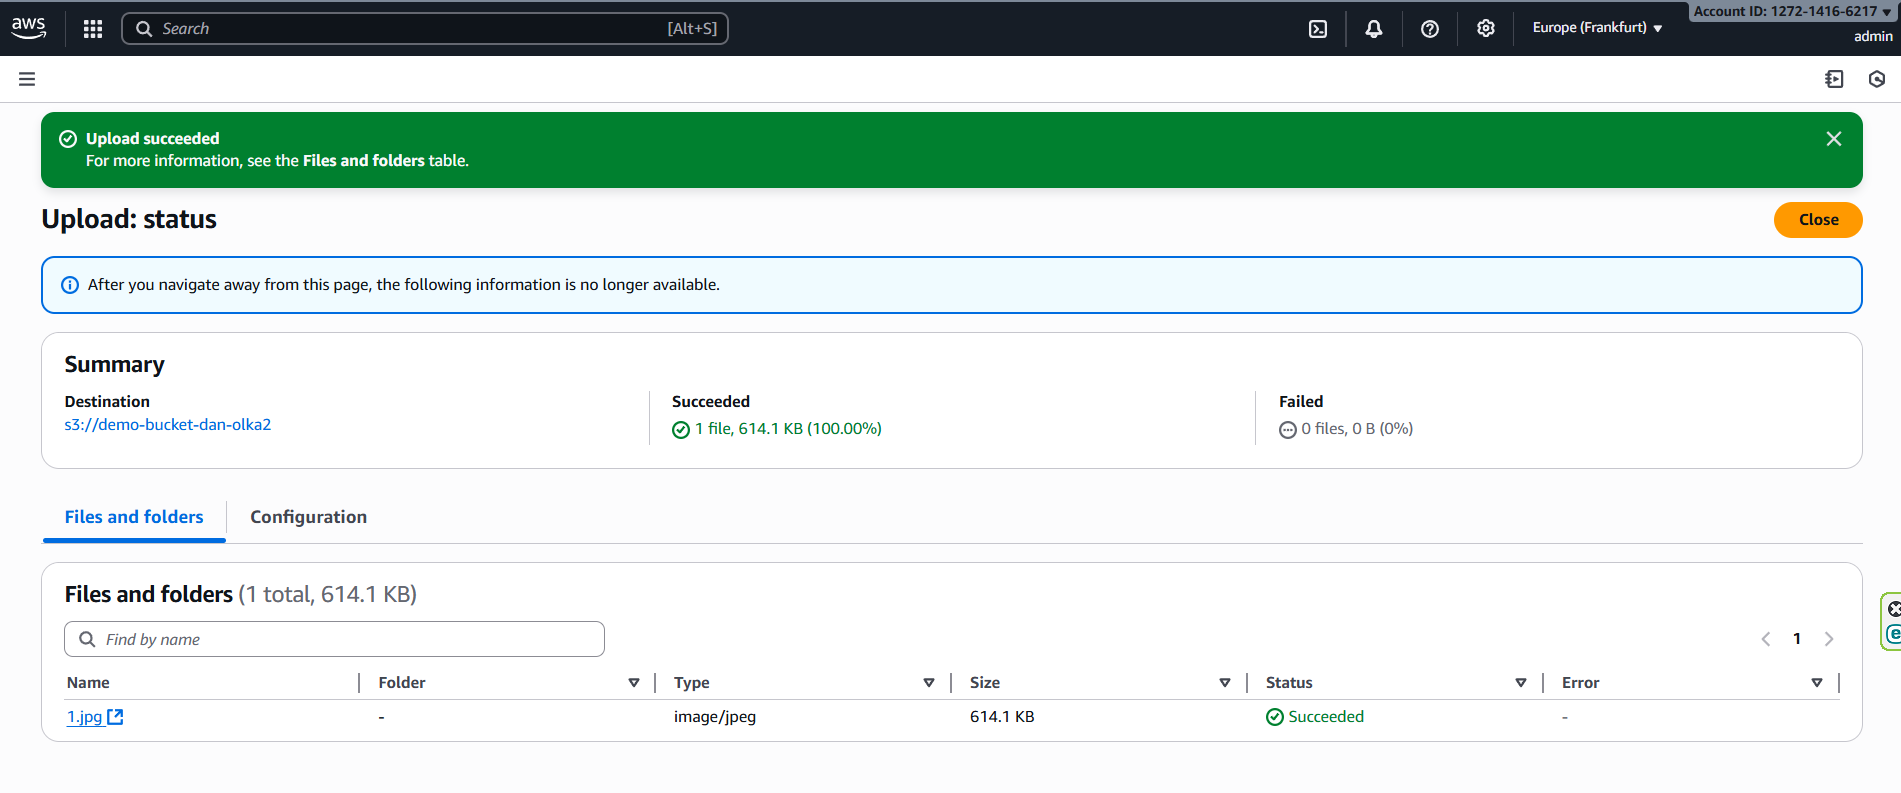 aws
Search [Alt+S]
Europe (Frankfurt)
Account ID: 1272-1416-6217
admin
Upload succeeded
For more information, see the Files and folders table.
Upload: status
Close
After you navigate away from this page, the following information is no longer available.
Summary
Destination
s3://demo-bucket-dan-olka2
Succeeded
1 file, 614.1 KB (100.00%)
Failed
0 files, 0 B (0%)
Files and folders
Configuration
Files and folders (1 total, 614.1 KB)
Find by name
1
Name Folder Type Size Status Error
1.jpg - image/jpeg 614.1 KB Succeeded -